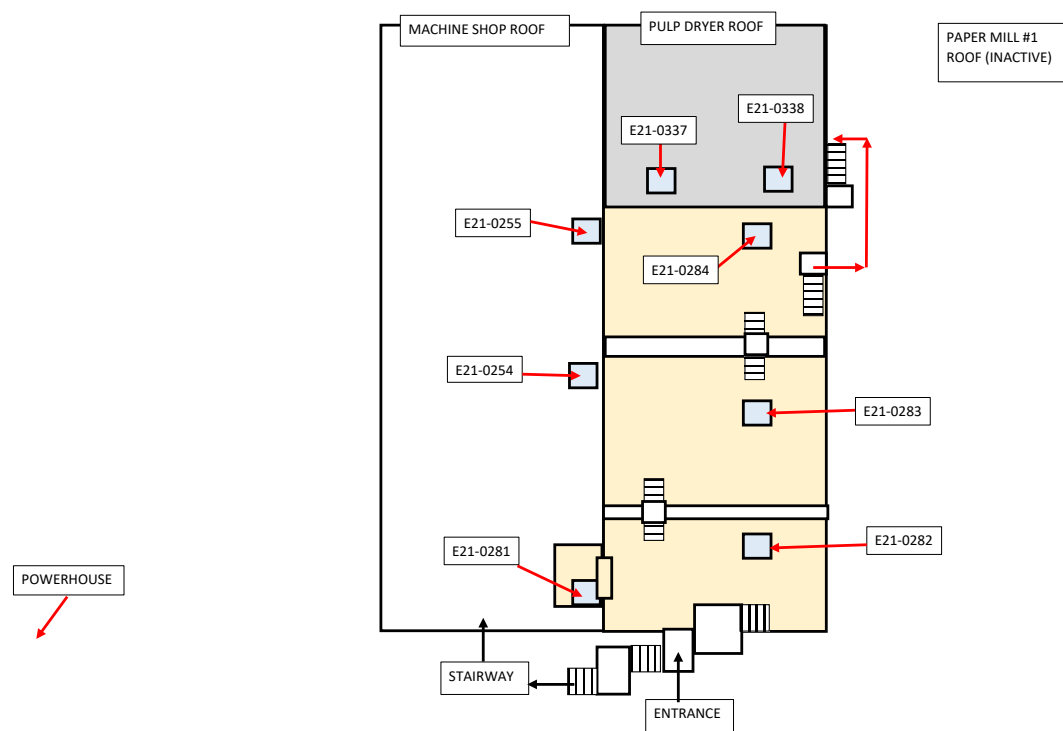 MACHINE SHOP ROOF
PULP DRYER ROOF
PAPER MILL #1
ROOF (INACTIVE)
E21-0337
E21-0338
E21-0255
E21-0284
E21-0254
E21-0283
E21-0281
E21-0282
POWERHOUSE
STAIRWAY
ENTRANCE